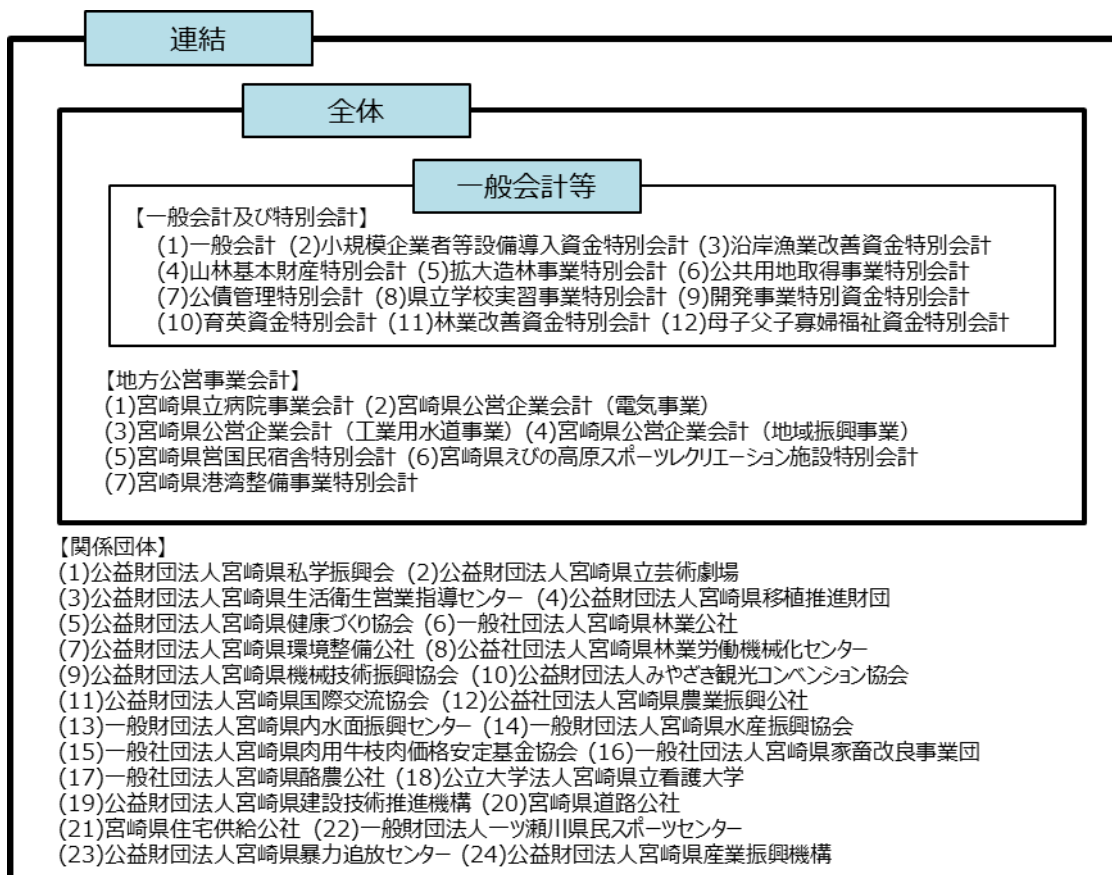 連結
全体
一般会計等
【一般会計及び特別会計】
(1)一般会計 (2)小規模企業者等設備導入資金特別会計 (3)沿岸漁業改善資金特別会計
(4)山林基本財産特別会計 (5)拡大造林事業特別会計 (6)公共用地取得事業特別会計
(7)公債管理特別会計 (8)県立学校実習事業特別会計 (9)開発事業特別資金特別会計
(10)育英資金特別会計 (11)林業改善資金特別会計 (12)母子父子寡婦福祉資金特別会計
【地方公営事業会計】
(1)宮崎県立病院事業会計 (2)宮崎県公営企業会計（電気事業）
(3)宮崎県公営企業会計（工業用水道事業）(4)宮崎県公営企業会計（地域振興事業）
(5)宮崎県営国民宿舎特別会計 (6)宮崎県えびの高原スポーツレクリエーション施設特別会計
(7)宮崎県港湾整備事業特別会計
【関係団体】
(1)公益財団法人宮崎県私学振興会 (2)公益財団法人宮崎県立芸術劇場
(3)公益財団法人宮崎県生活衛生営業指導センター (4)公益財団法人宮崎県移植推進財団
(5)公益財団法人宮崎県健康づくり協会 (6)一般社団法人宮崎県林業公社
(7)公益財団法人宮崎県環境整備公社 (8)公益社団法人宮崎県林業労働機械化センター
(9)公益財団法人宮崎県機械技術振興協会 (10)公益財団法人みやざき観光コンベンション協会
(11)公益財団法人宮崎県国際交流協会 (12)公益社団法人宮崎県農業振興公社
(13)一般財団法人宮崎県内水面振興センター (14)一般財団法人宮崎県水産振興協会
(15)一般社団法人宮崎県肉用牛枝肉価格安定基金協会 (16)一般社団法人宮崎県家畜改良事業団
(17)一般社団法人宮崎県酪農公社 (18)公立大学法人宮崎県立看護大学
(19)公益財団法人宮崎県建設技術推進機構 (20)宮崎県道路公社
(21)宮崎県住宅供給公社 (22)一般財団法人一ツ瀬川県民スポーツセンター
(23)公益財団法人宮崎県暴力追放センター (24)公益財団法人宮崎県産業振興機構